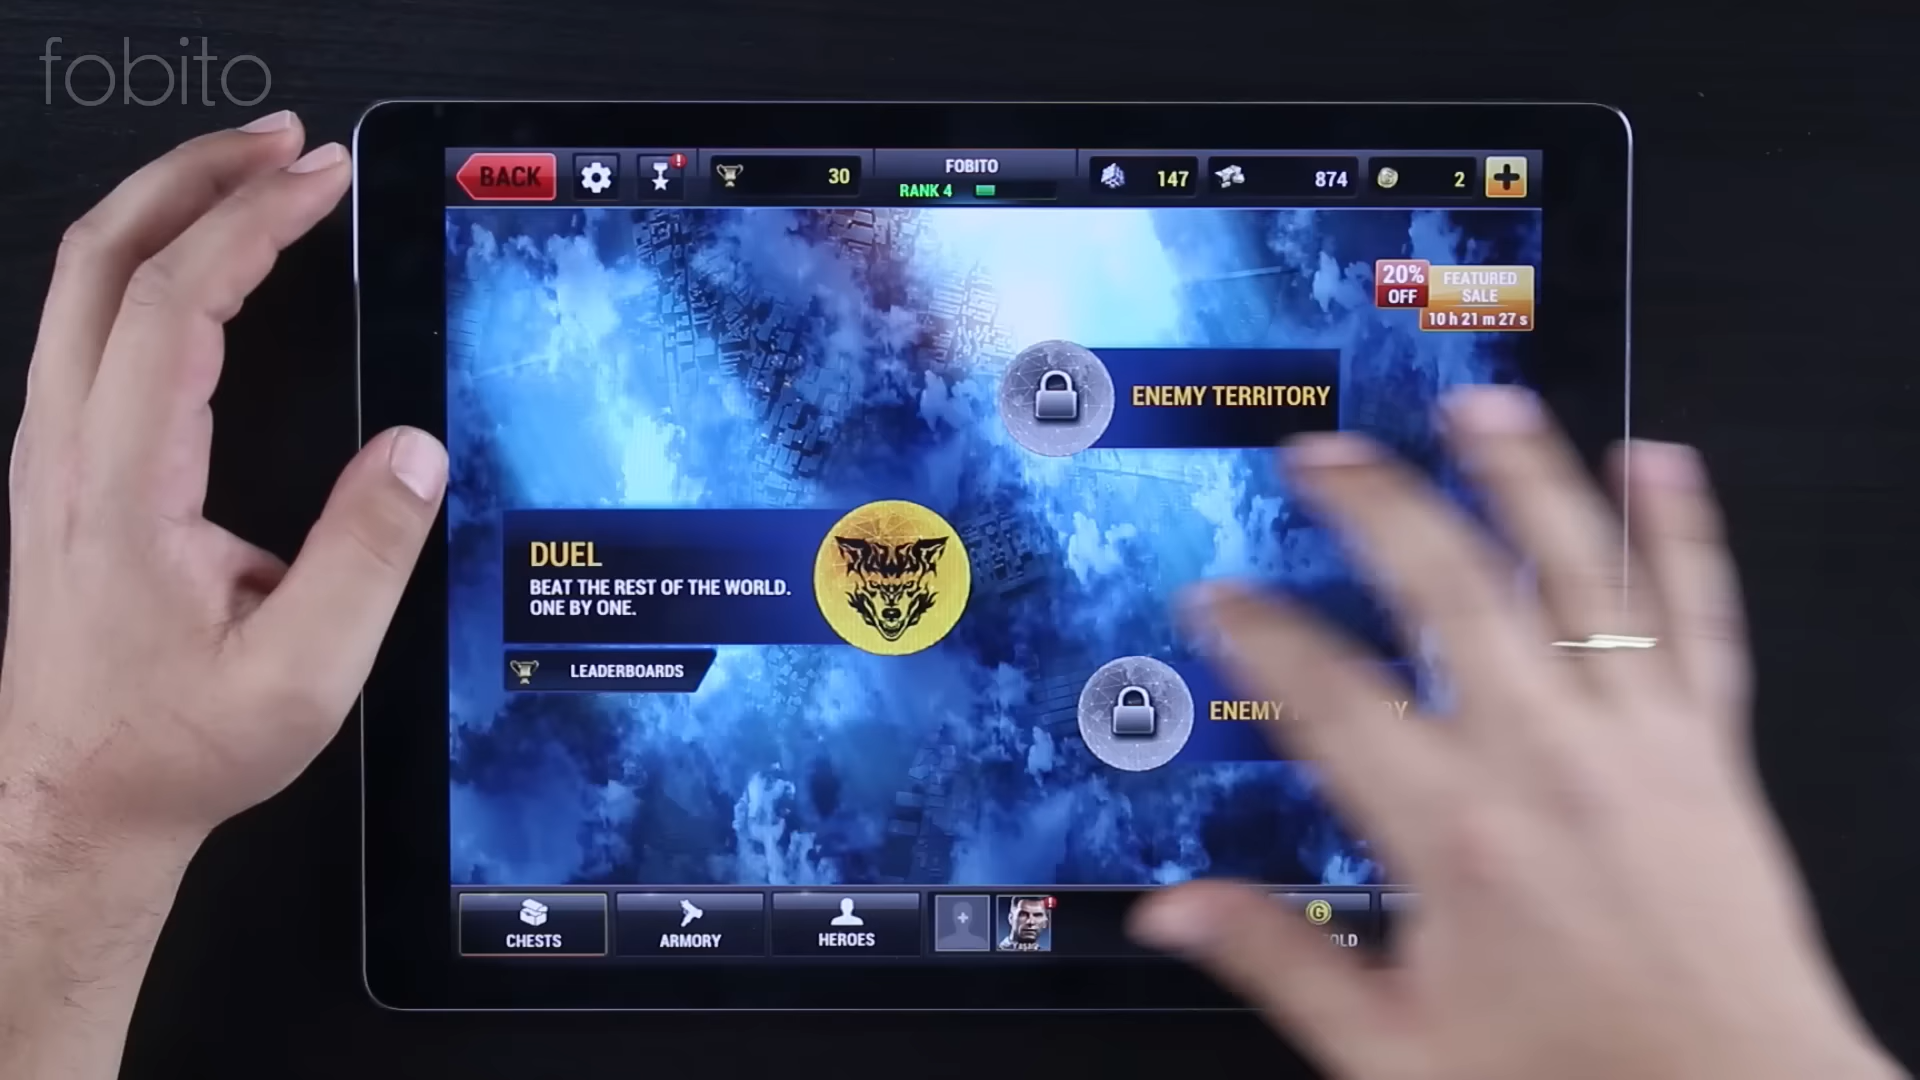 fobito
BACK
30
FOBITO
RANK 4
147
874
2
20%
OFF
FEATURED
SALE
10 h 21 m 27 s
ENEMY TERRITORY
DUEL
BEAT THE REST OF THE WORLD.
ONE BY ONE.
LEADERBOARDS
ENEMY
CHESTS
ARMORY
HEROES